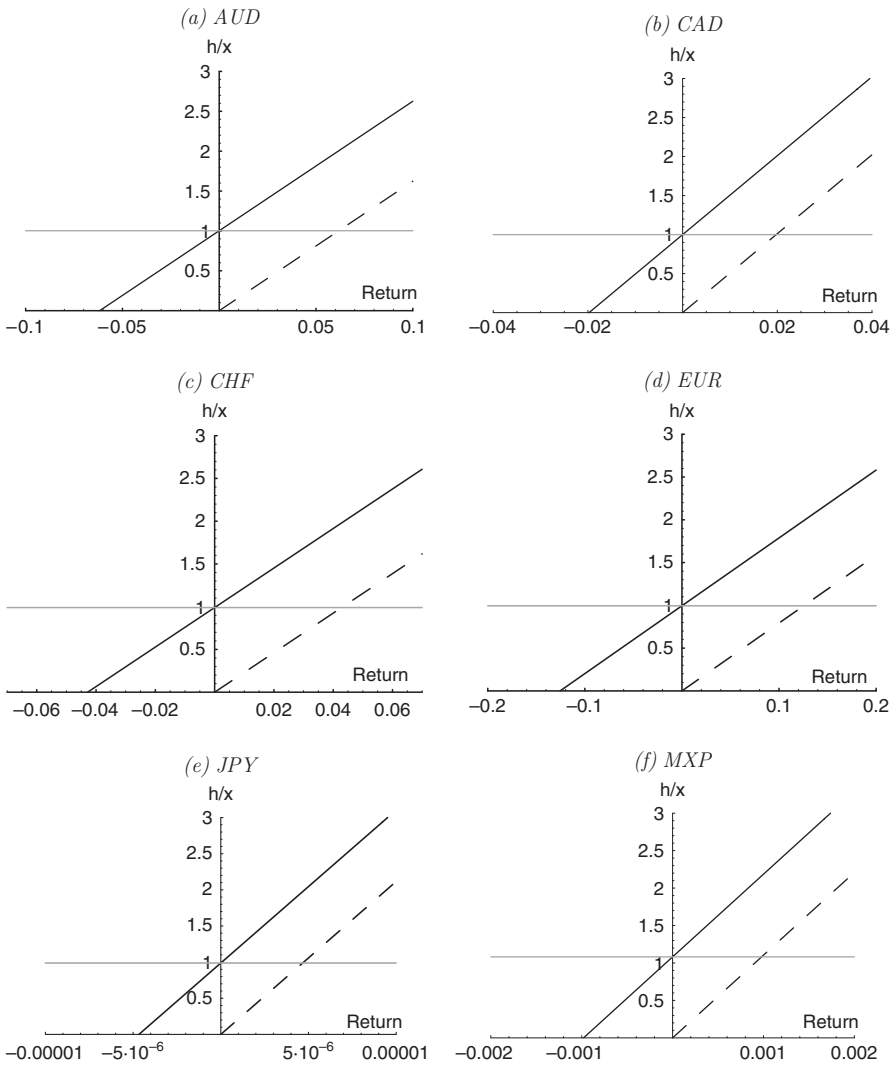 (a) AUD
h/x
3
2.5
2
1.5
1
0.5
Return
–0.1 –0.05 0.05 0.1
(b) CAD
h/x
3
2.5
2
1.5
1
0.5
Return
–0.04 –0.02 0.02 0.04
(c) CHF
h/x
3
2.5
2
1.5
1
0.5
Return
–0.06 –0.04 –0.02 0.02 0.04 0.06
(d) EUR
h/x
3
2.5
2
1.5
1
0.5
Return
–0.2 –0.1 0.1 0.2
(e) JPY
h/x
3
2.5
2
1.5
1
0.5
Return
–0.00001 –5·10⁻⁶ 5·10⁻⁶ 0.00001
(f) MXP
h/x
3
2.5
2
1.5
1
0.5
Return
–0.002 –0.001 0.001 0.002